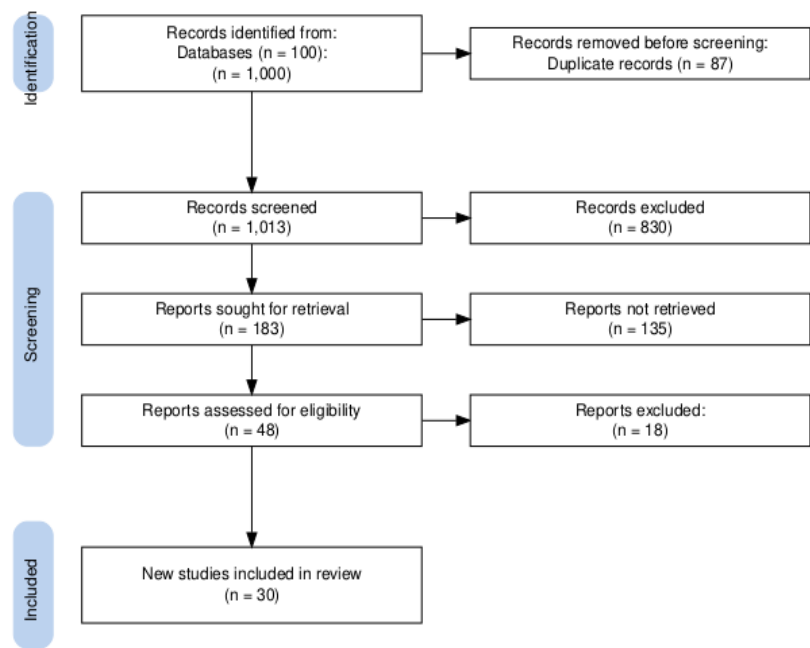 Identification
Records identified from:
Databases (n = 100):
(n = 1,000)
Records removed before screening:
Duplicate records (n = 87)
Screening
Records screened
(n = 1,013)
Records excluded
(n = 830)
Reports sought for retrieval
(n = 183)
Reports not retrieved
(n = 135)
Reports assessed for eligibility
(n = 48)
Reports excluded:
(n = 18)
Included
New studies included in review
(n = 30)